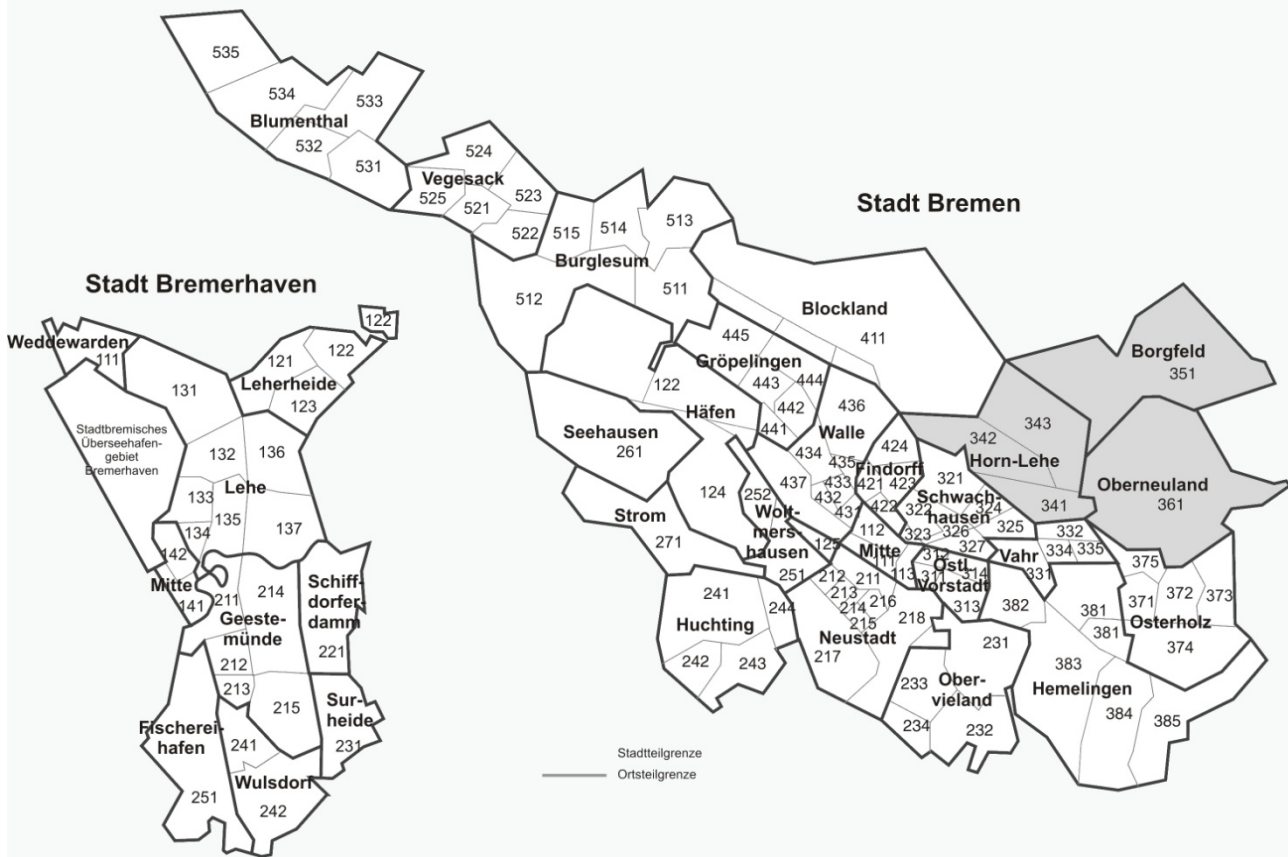 535
534
533
Blumenthal
532
531
524
Vegesack
523
525
521
522
515
514
513
Burglesum
512
511
Stadt Bremen
Blockland
411
Borgfeld
351
445
Gröpelingen
443
444
442
441
122
Häfen
436
Walle
434
435
433
437
432
431
424
Findorff
421
423
422
343
342
Horn-Lehe
341
Oberneuland
361
Seehausen
261
321
Schwach-
hausen
322
324
323
326
325
327
332
334
335
Vahr
331
Strom
271
124
252
Wolt-
mers-
hausen
125
251
112
Mitte
111
113
312
Östl.
311
314
Vorstadt
313
375
371
372
373
Osterholz
374
241
244
Huchting
242
243
212
211
213
214
216
215
218
Neustadt
217
382
381
381
383
Hemelingen
384
385
231
233
Ober-
vieland
234
232
Stadt Bremerhaven
Weddewarden
111
122
121
122
Leherheide
123
131
Stadtbremisches
Überseehafen-
gebiet
Bremerhaven
132
136
Lehe
133
135
134
137
142
Mitte
141
211
214
Geeste-
münde
Schiff-
dorfer-
damm
221
212
213
215
Sur-
heide
231
Fischerei-
hafen
241
Wulsdorf
251
242
Stadtteilgrenze
Ortsteilgrenze